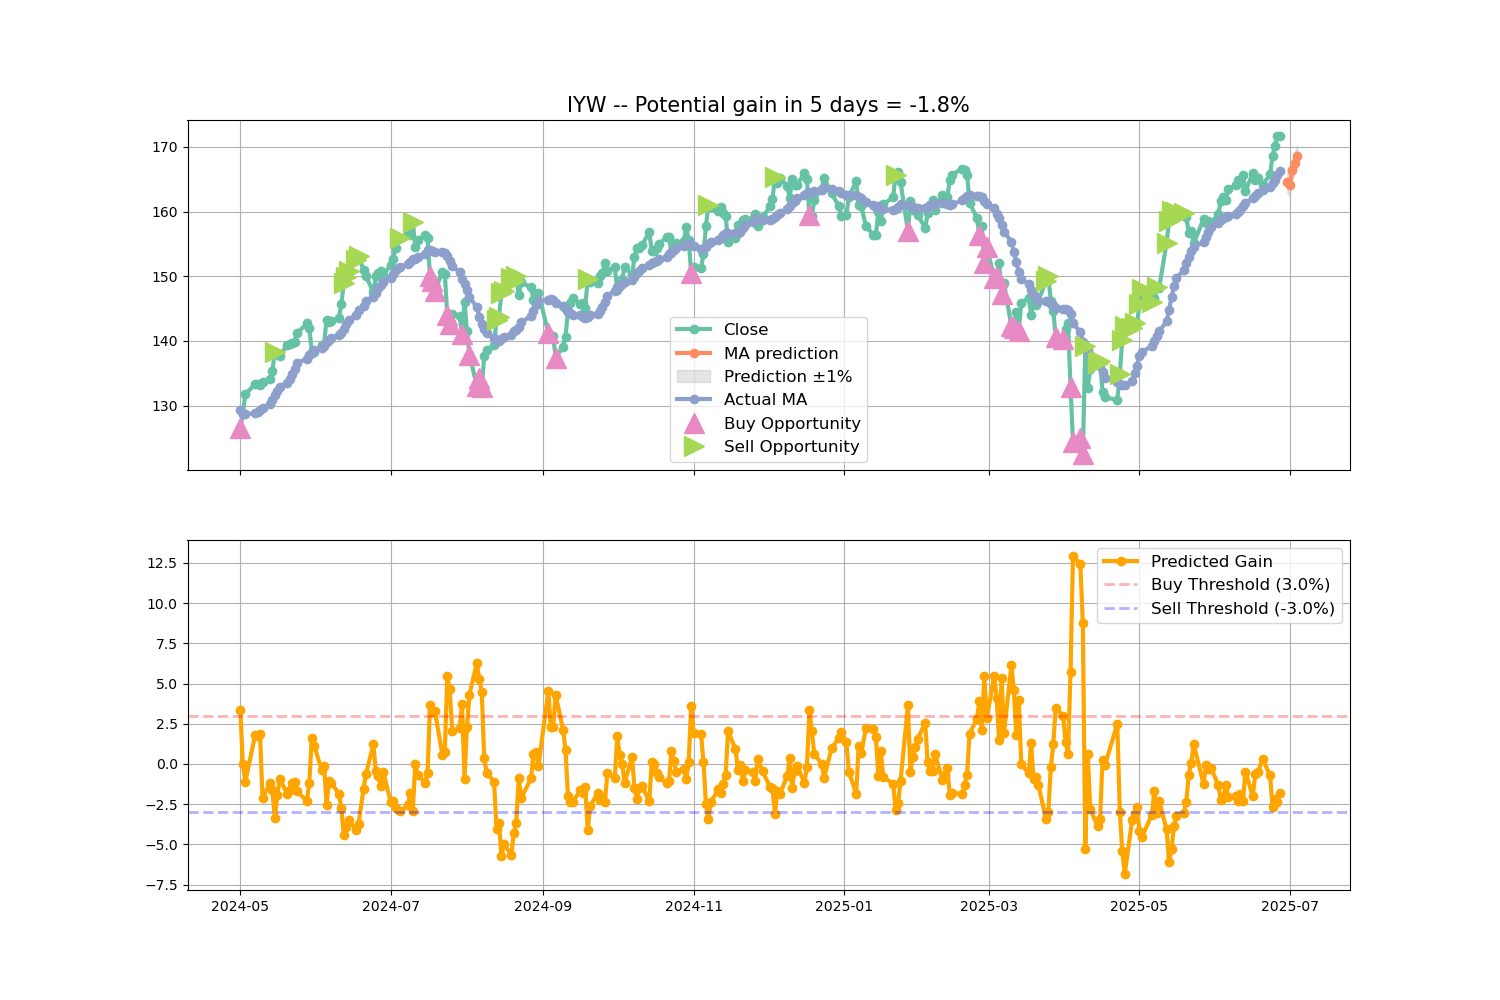 IYW -- Potential gain in 5 days = -1.8%
170
160
150
140
130
Close
MA prediction
Prediction ±1%
Actual MA
Buy Opportunity
Sell Opportunity
12.5
10.0
7.5
5.0
2.5
0.0
−2.5
−5.0
−7.5
Predicted Gain
Buy Threshold (3.0%)
Sell Threshold (-3.0%)
2024-05
2024-07
2024-09
2024-11
2025-01
2025-03
2025-05
2025-07